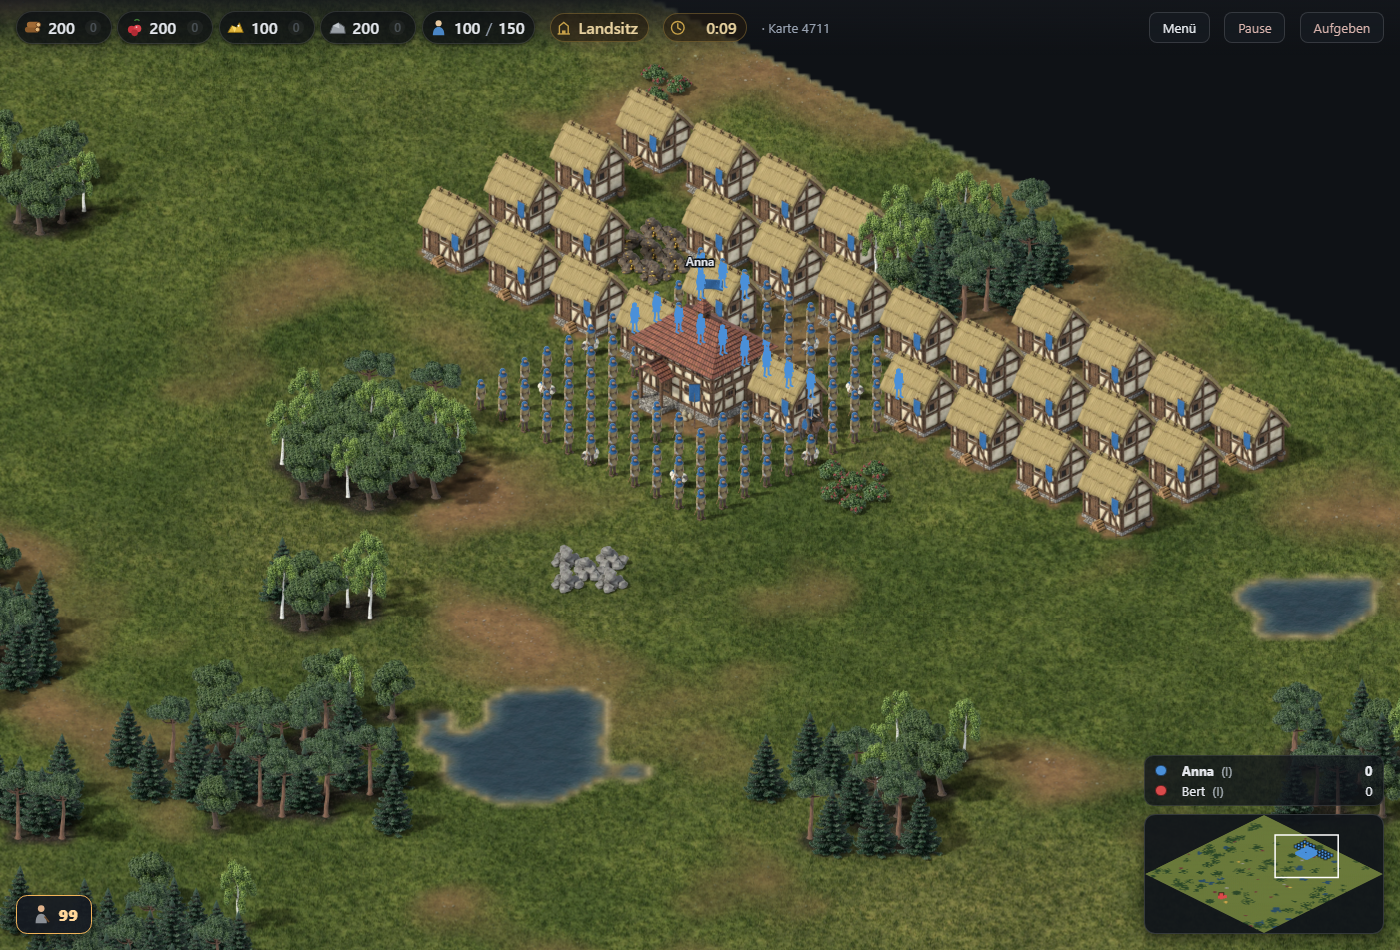 200 0 200 0 100 0 200 0 100 / 150 Landsitz 0:09 · Karte 4711 Menü Pause Aufgeben
Anna
Anna (I) 0
Bert (I) 0
99